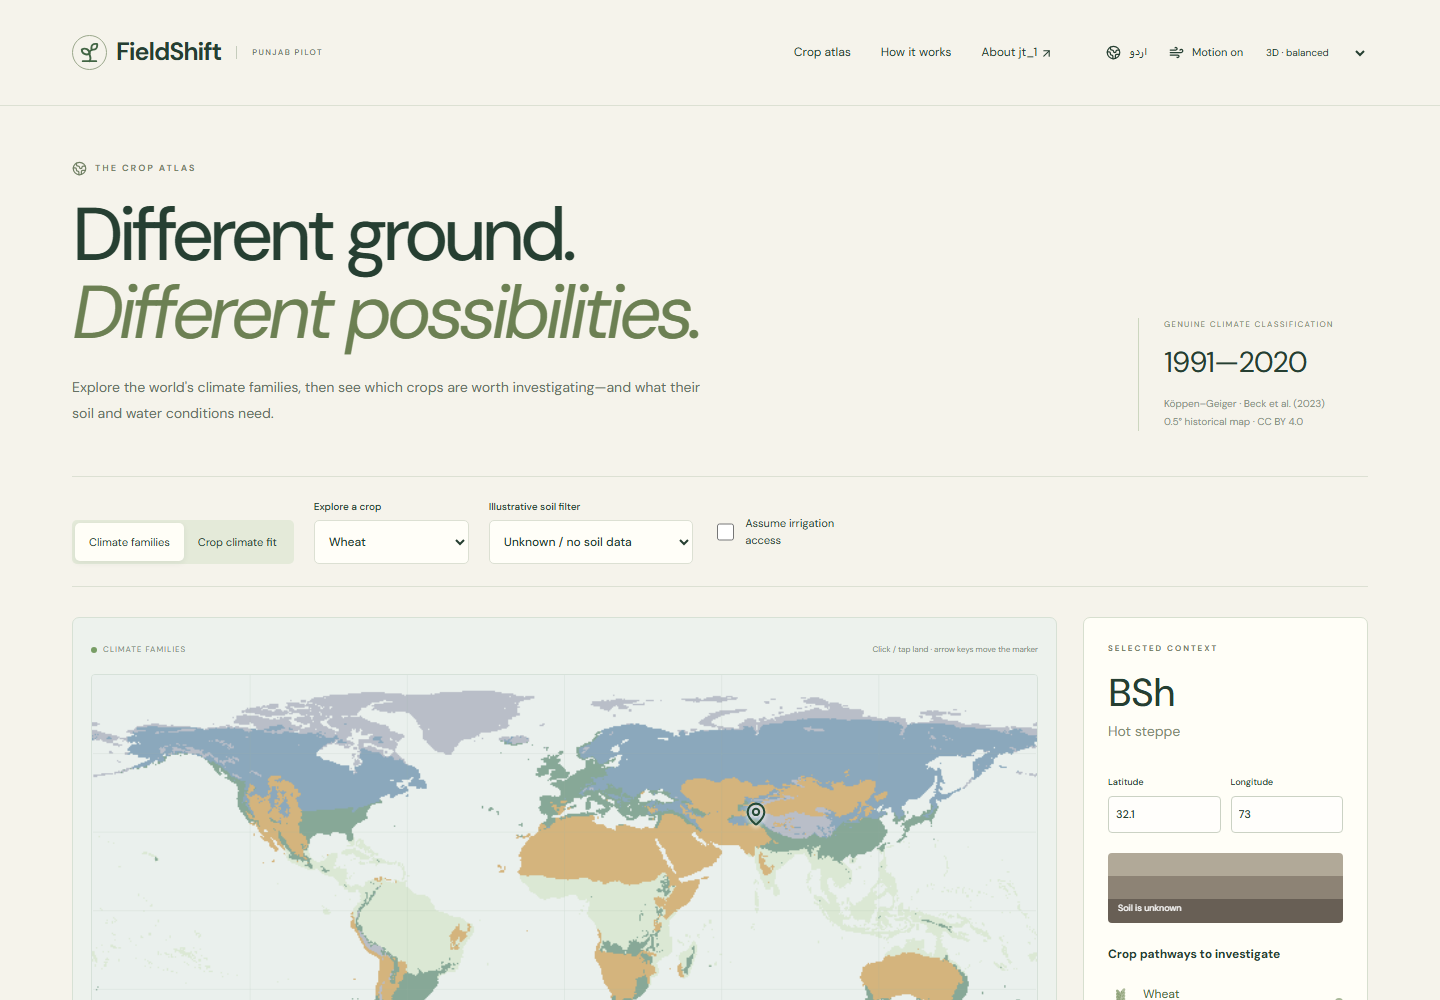 FieldShift
PUNJAB PILOT
Crop atlas
How it works
About jt_1
اردو
Motion on
3D · balanced
THE CROP ATLAS
Different ground.
Different possibilities.
Explore the world's climate families, then see which crops are worth investigating—and what their
soil and water conditions need.
GENUINE CLIMATE CLASSIFICATION
1991—2020
Köppen–Geiger · Beck et al. (2023)
0.5° historical map · CC BY 4.0
Climate families
Crop climate fit
Explore a crop
Wheat
Illustrative soil filter
Unknown / no soil data
Assume irrigation
access
CLIMATE FAMILIES
Click / tap land · arrow keys move the marker
SELECTED CONTEXT
BSh
Hot steppe
Latitude
Longitude
32.1
73
Soil is unknown
Crop pathways to investigate
Wheat